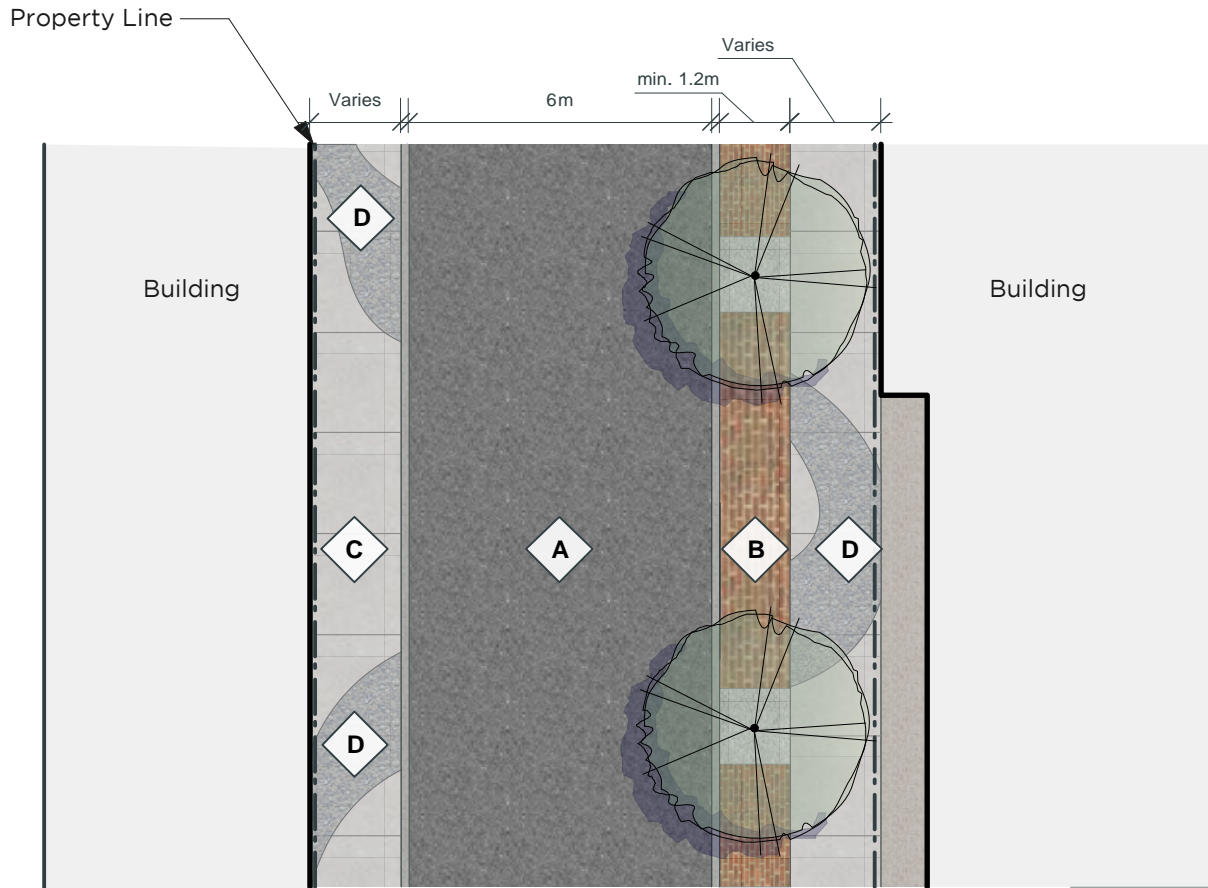 Property Line
Varies
min. 1.2m
Varies
6m
D
Building
Building
C
A
B
D
D